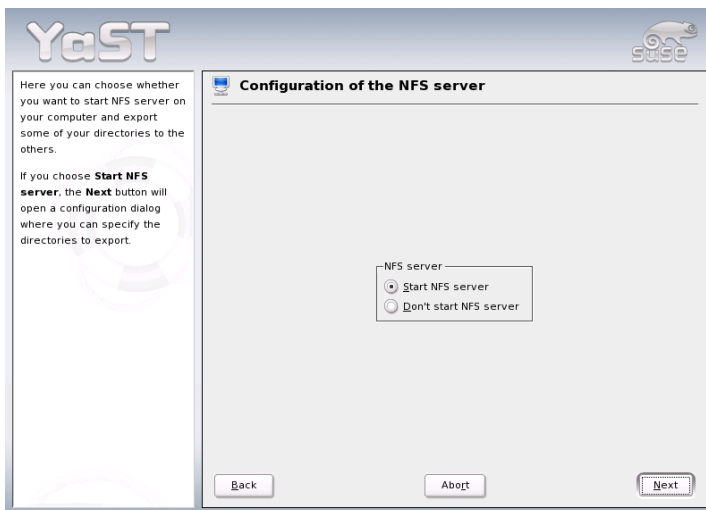 YaST
SUSE
Here you can choose whether
you want to start NFS server on
your computer and export
some of your directories to the
others.
If you choose Start NFS
server, the Next button will
open a configuration dialog
where you can specify the
directories to export.
Configuration of the NFS server
NFS server
Start NFS server
Don't start NFS server
Back
Abort
Next